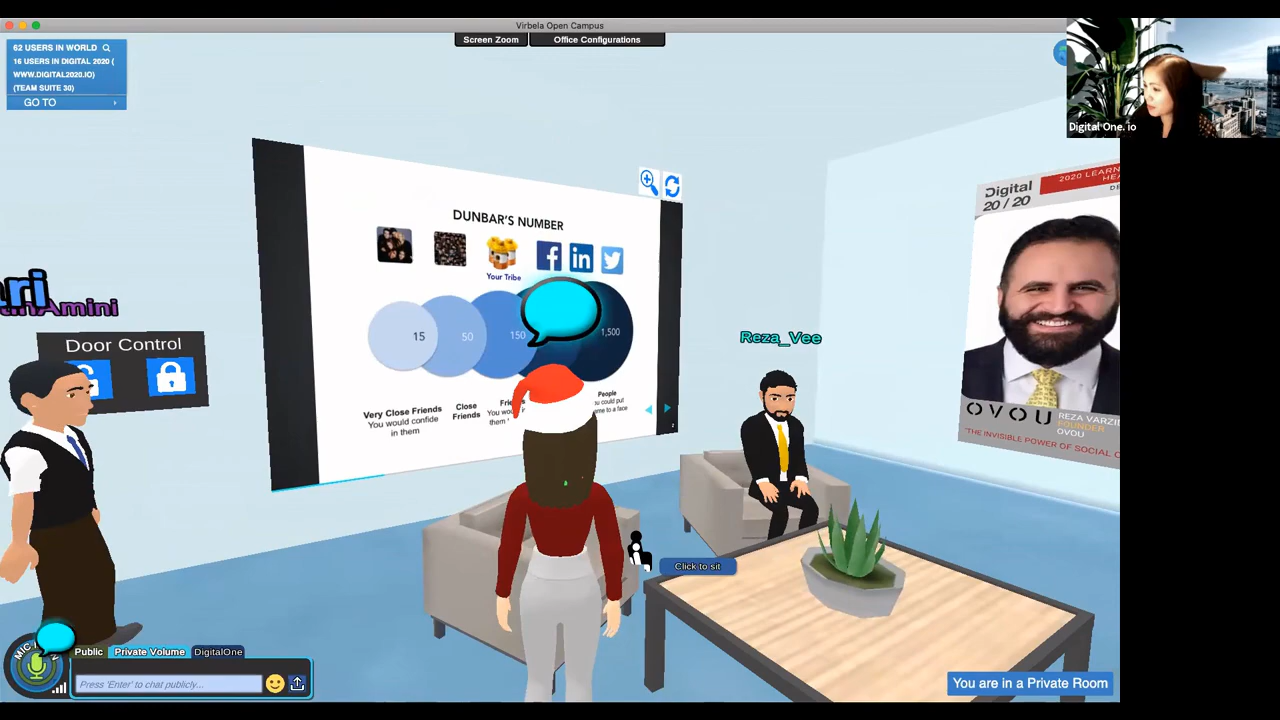 Virbela Open Campus
Screen Zoom
Office Configurations
62 USERS IN WORLD
16 USERS IN DIGITAL 2020 (
WWW.DIGITAL2020.IO)
(TEAM SUITE 30)
GO TO
Digital One.io
DUNBAR'S NUMBER
Your Tribe
15
50
150
1,500
Very Close Friends
You would confide
in them
Close
Friends
People
Door Control
Reza_Vee
Digital
20/20
OVOU
REZA
FOUNDER
OVOU
"THE INVISIBLE POWER OF SOCIAL
Click to sit
Public
Private Volume
DigitalOne
Press 'Enter' to chat publicly...
You are in a Private Room